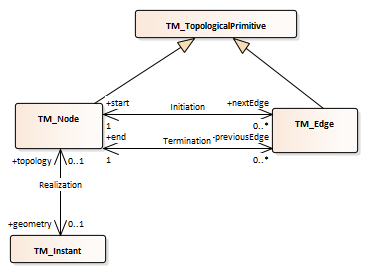 TM_TopologicalPrimitive
+start
+nextEdge
Initiation
TM_Node
1
0..*
TM_Edge
+end
Termination
-previousEdge
1
0..*
+topology
0..1
Realization
+geometry
0..1
TM_Instant